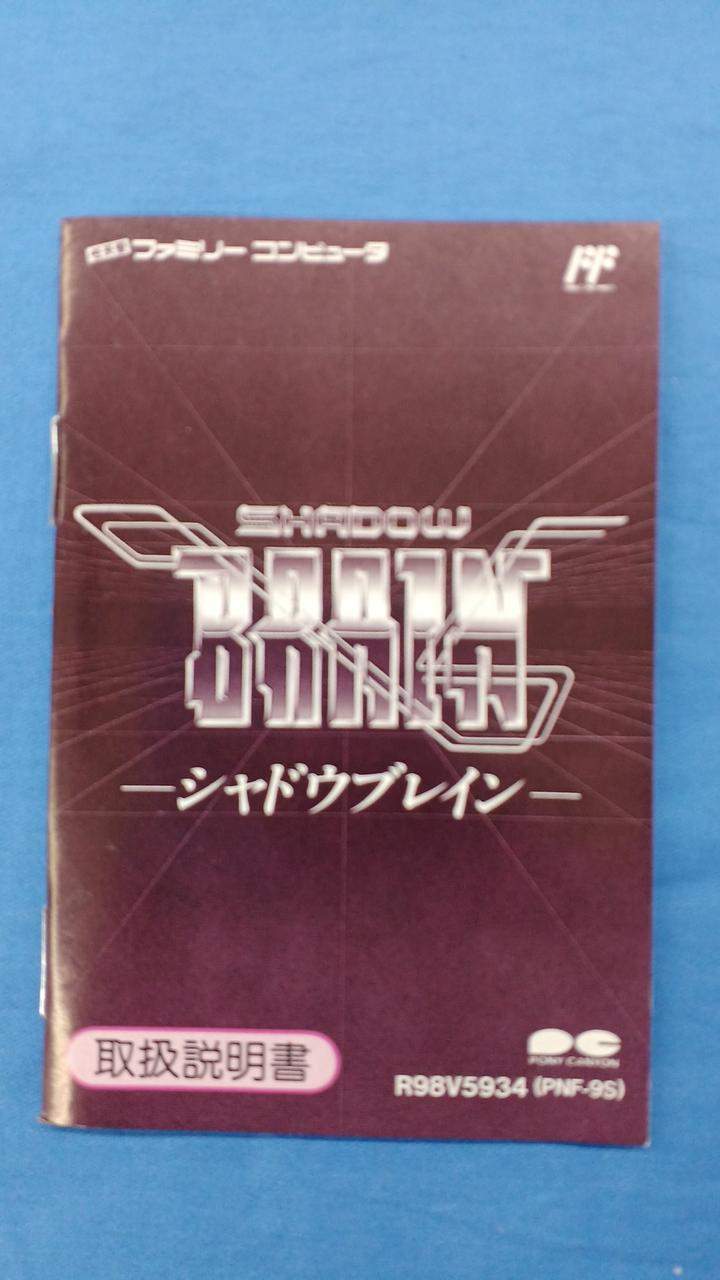 ファミリー コンピュータ
SHADOW
BRAIN
—シャドウブレイン—
取扱説明書
PONY CANYON
R98V5934 (PNF-9S)